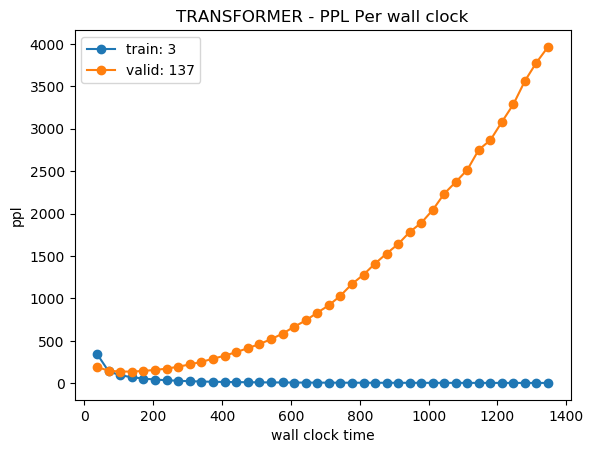 TRANSFORMER - PPL Per wall clock
train: 3
valid: 137
ppl
4000
3500
3000
2500
2000
1500
1000
500
0
0 200 400 600 800 1000 1200 1400
wall clock time